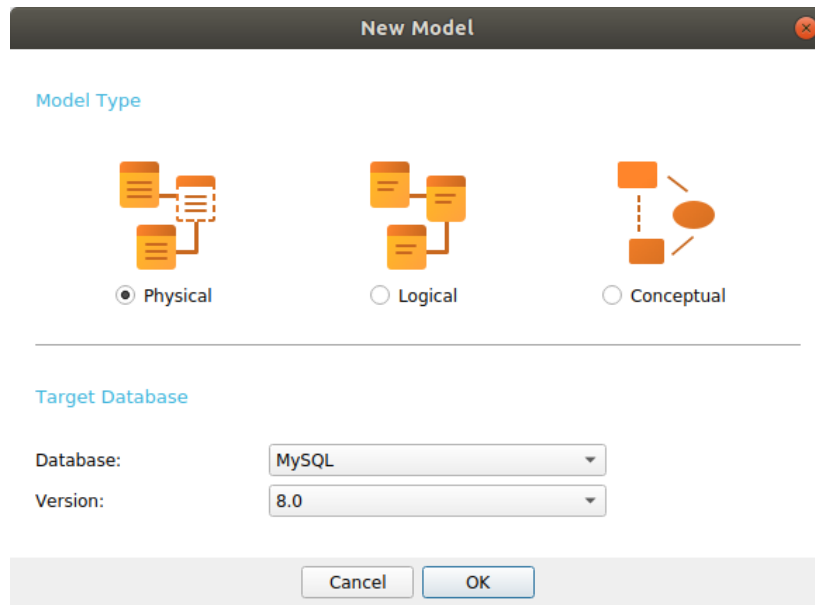 New Model
Model Type
Physical
Logical
Conceptual
Target Database
Database:
MySQL
Version:
8.0
Cancel
OK